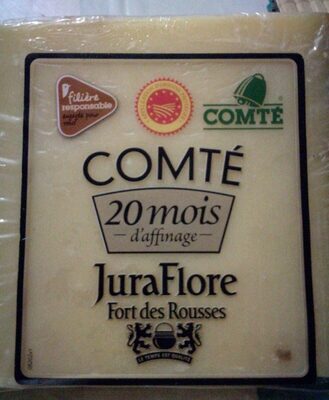 filière
responsable
COMTÉ
COMTÉ
20 mois
d'affinage
JuraFlore
Fort des Rousses
LE TEMPS EST QUALITÉ